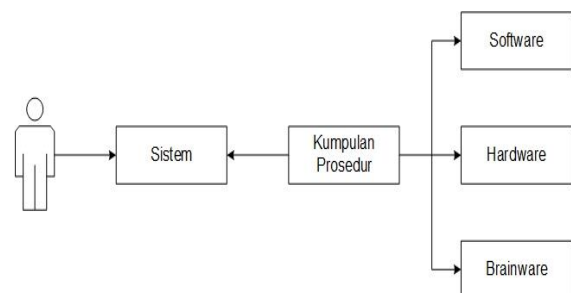 Software
Sistem
Kumpulan
Prosedur
Hardware
Brainware